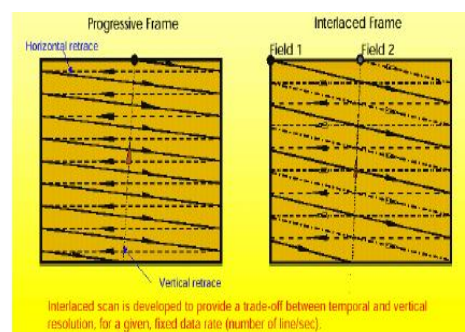 Progressive Frame
Interlaced Frame
Horizontal retrace
Field 1
Field 2
Vertical retrace
Interlaced scan is developed to provide a trade-off between temporal and vertical
resolution, for a given, fixed data rate (number of line/sec).